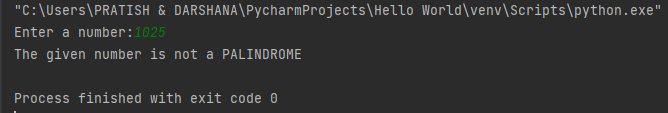 "C:\Users\PRATISH & DARSHANA\PycharmProjects\Hello World\venv\Scripts\python.exe"
Enter a number:1025
The given number is not a PALINDROME
Process finished with exit code 0